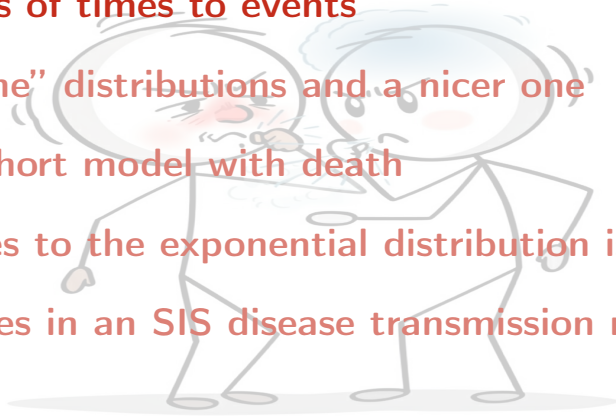 s of times to events
ne” distributions and a nicer one
hort model with death
es to the exponential distribution i
es in an SIS disease transmission